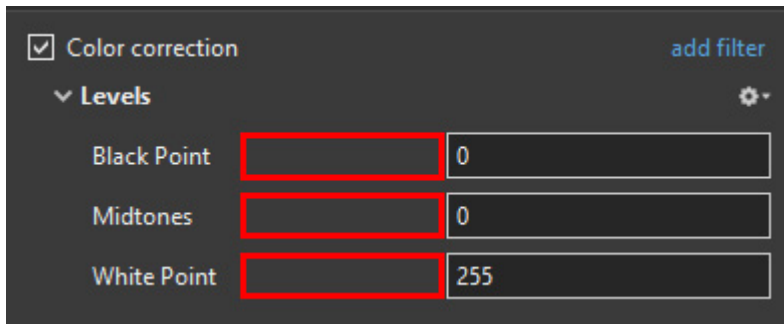 Color correction add filter
Levels
Black Point 0
Midtones 0
White Point 255